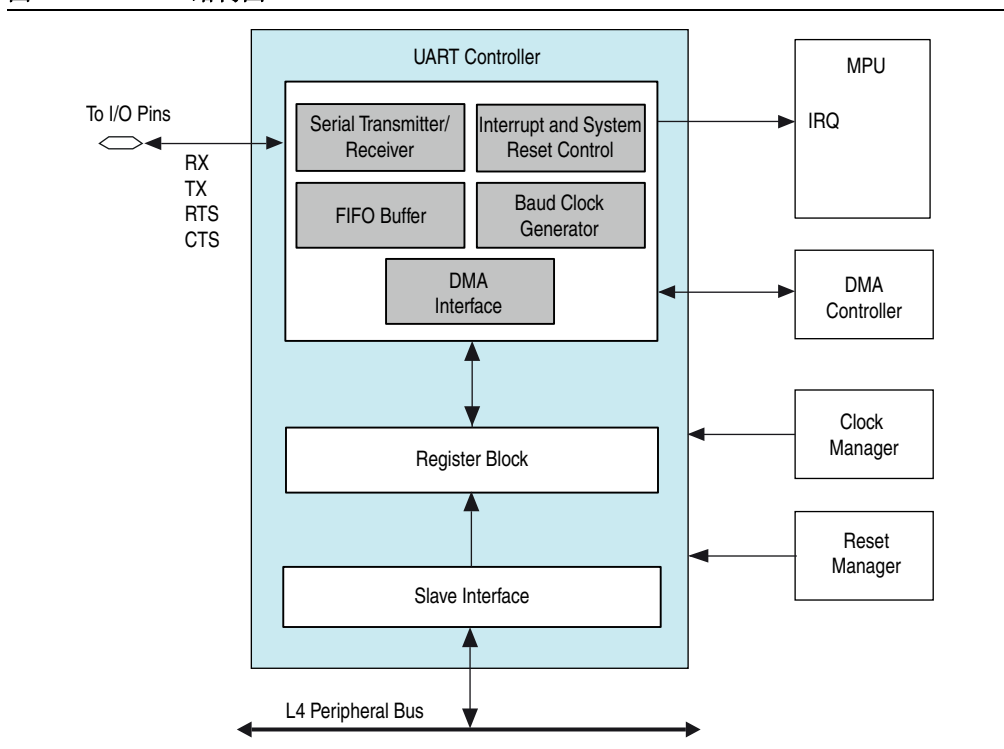 UART Controller
MPU
To I/O Pins
Serial Transmitter/
Receiver
Interrupt and System
Reset Control
IRQ
RX
TX
RTS
CTS
FIFO Buffer
Baud Clock
Generator
DMA
Interface
DMA
Controller
Clock
Manager
Register Block
Reset
Manager
Slave Interface
L4 Peripheral Bus